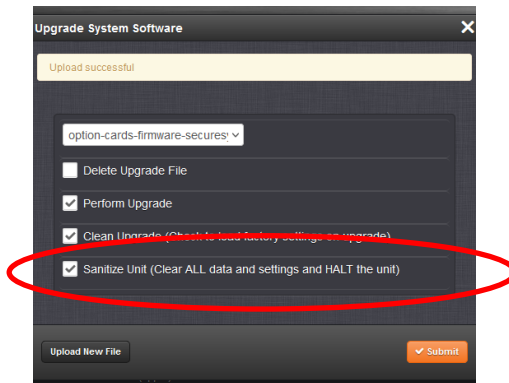 Upgrade System Software
Upload successful
option-cards-firmware-securesy
Delete Upgrade File
Perform Upgrade
Clean Upgrade (Check to load factory settings on upgrade)
Sanitize Unit (Clear ALL data and settings and HALT the unit)
Upload New File
Submit